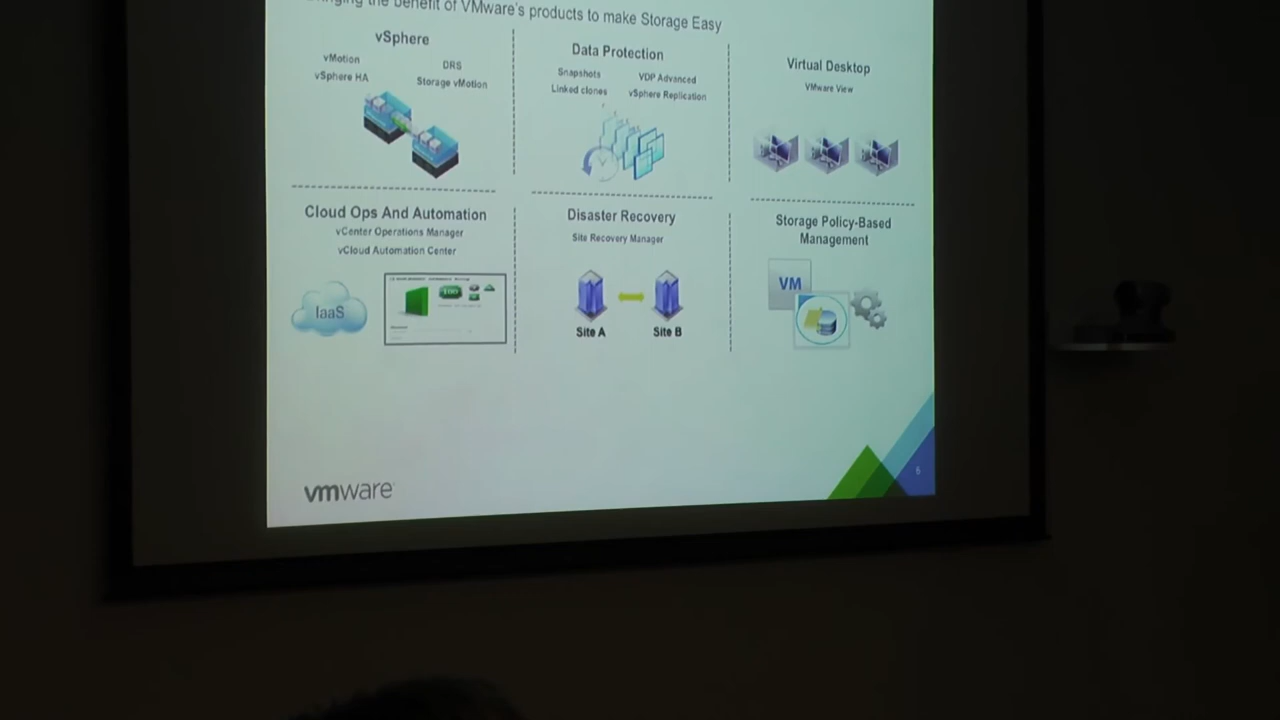 the benefit of VMware's products to make Storage Easy
vSphere
vMotion
DRS
vSphere HA
Storage vMotion
Data Protection
Snapshots
VDP Advanced
Linked clones
vSphere Replication
Virtual Desktop
VMware View
Cloud Ops And Automation
vCenter Operations Manager
vCloud Automation Center
IaaS
100
Disaster Recovery
Site Recovery Manager
Site A
Site B
Storage Policy-Based
Management
VM
vmware
6